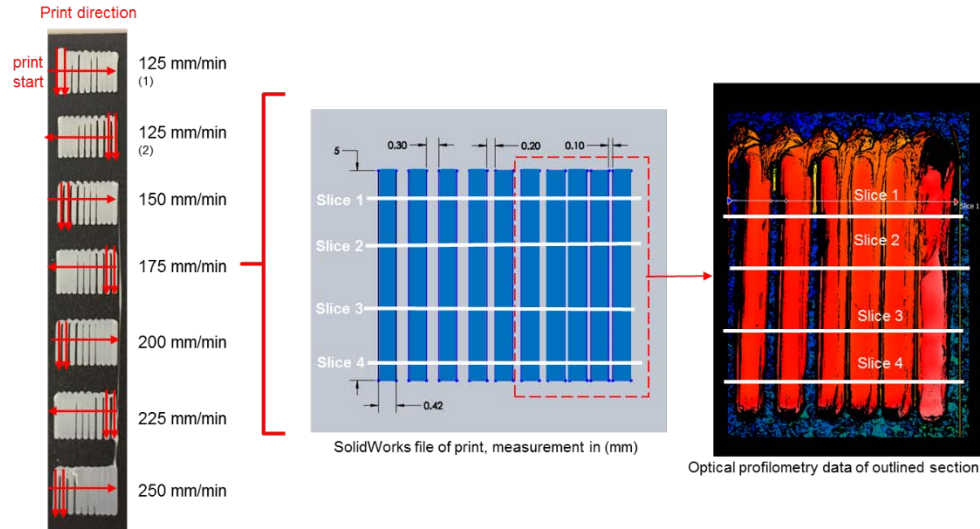 Print direction
print
start
125 mm/min
(1)
125 mm/min
(2)
150 mm/min
175 mm/min
200 mm/min
225 mm/min
250 mm/min
0.30
0.20
0.10
5
Slice 1
Slice 2
Slice 3
Slice 4
0.42
SolidWorks file of print, measurement in (mm)
Slice 1
Slice 1
Slice 2
Slice 3
Slice 4
Optical profilometry data of outlined section